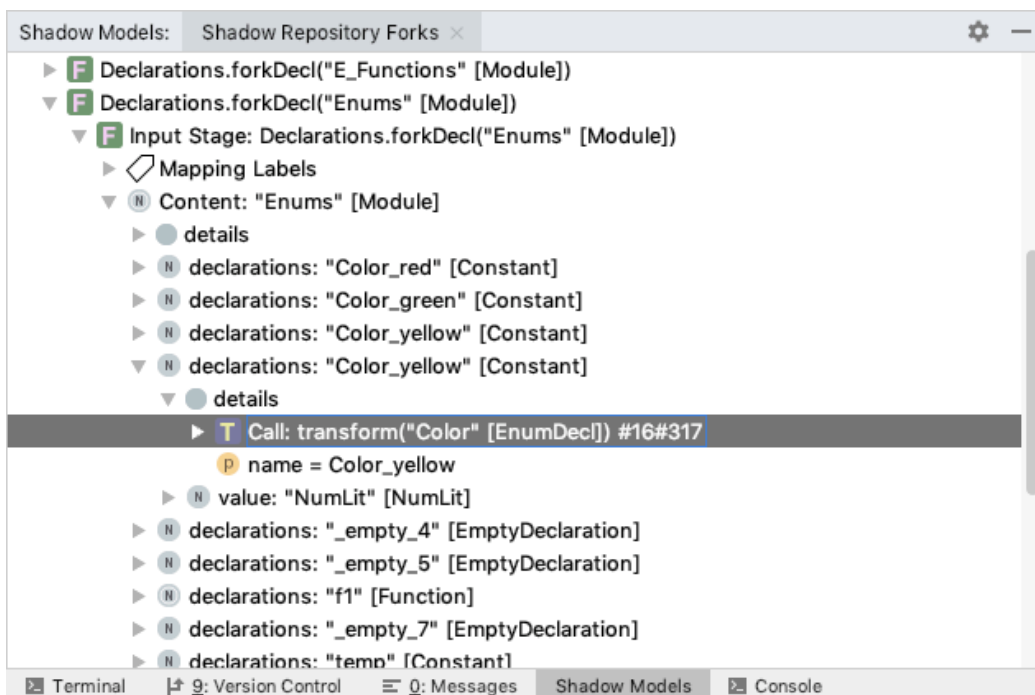 Shadow Models: Shadow Repository Forks
F Declarations.forkDecl("E_Functions" [Module])
F Declarations.forkDecl("Enums" [Module])
F Input Stage: Declarations.forkDecl("Enums" [Module])
Mapping Labels
N Content: "Enums" [Module]
details
N declarations: "Color_red" [Constant]
N declarations: "Color_green" [Constant]
N declarations: "Color_yellow" [Constant]
N declarations: "Color_yellow" [Constant]
details
T Call: transform("Color" [EnumDecl]) #16#317
P name = Color_yellow
N value: "NumLit" [NumLit]
N declarations: "_empty_4" [EmptyDeclaration]
N declarations: "_empty_5" [EmptyDeclaration]
N declarations: "f1" [Function]
N declarations: "_empty_7" [EmptyDeclaration]
N declarations: "temp" [Constant]
Terminal 9: Version Control 0: Messages Shadow Models Console